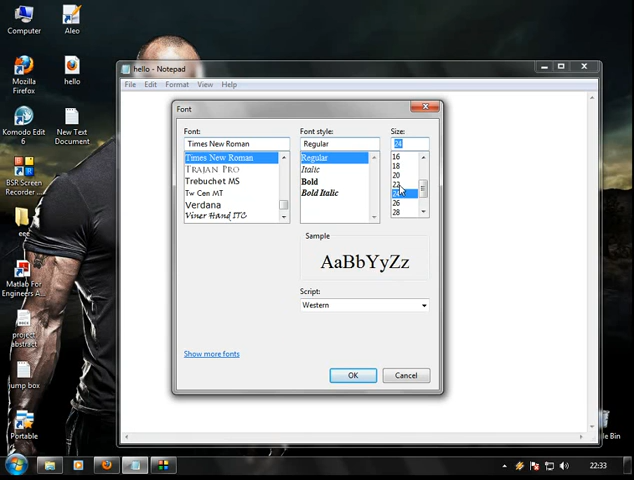 Computer
Aleo
Mozilla
Firefox
hello
Komodo Edit
6
New Text
Document
BSR Screen
Recorder ...
eee
Matlab For
Engineers A...
project
abstract
jump box
Portable
hello - Notepad
File Edit Format View Help
Font
Font:
Times New Roman
Times New Roman
TRAJAN PRO
Trebuchet MS
Tw Cen MT
Verdana
Viner Hand ITC
Font style:
Regular
Regular
Italic
Bold
Bold Italic
Size:
24
16
18
20
22
26
28
Sample
AaBbYyZz
Script:
Western
Show more fonts
OK
Cancel
Bin
22:33